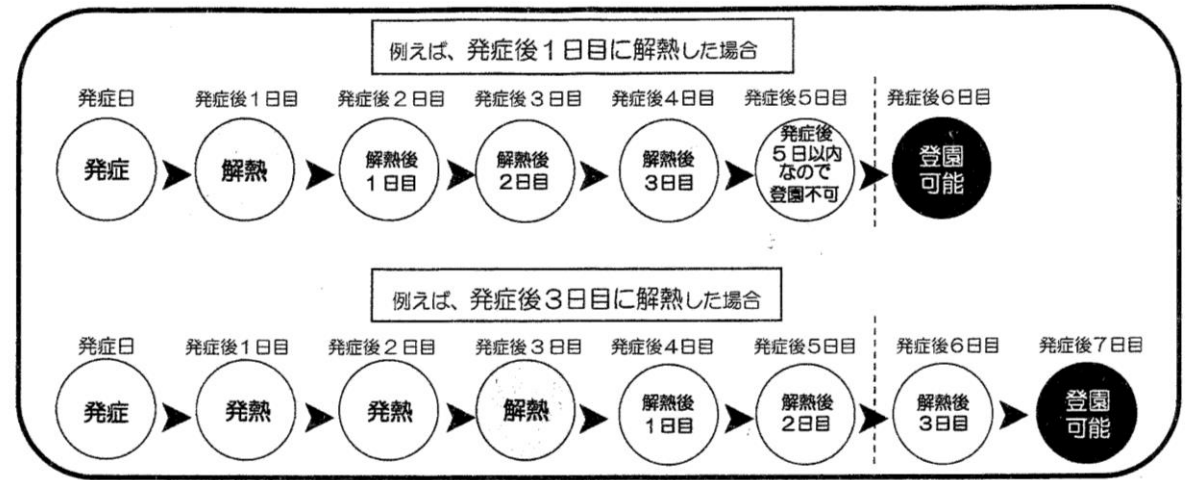 例えば、発症後1日目に解熱した場合
発症日 発症後1日目 発症後2日目 発症後3日目 発症後4日目 発症後5日目 発症後6日目
発症
解熱
解熱後
1日目
解熱後
2日目
解熱後
3日目
発症後
5日以内
なので
登園不可
登園
可能
例えば、発症後3日目に解熱した場合
発症日 発症後1日目 発症後2日目 発症後3日目 発症後4日目 発症後5日目 発症後6日目 発症後7日目
発症
発熱
発熱
解熱
解熱後
1日目
解熱後
2日目
解熱後
3日目
登園
可能